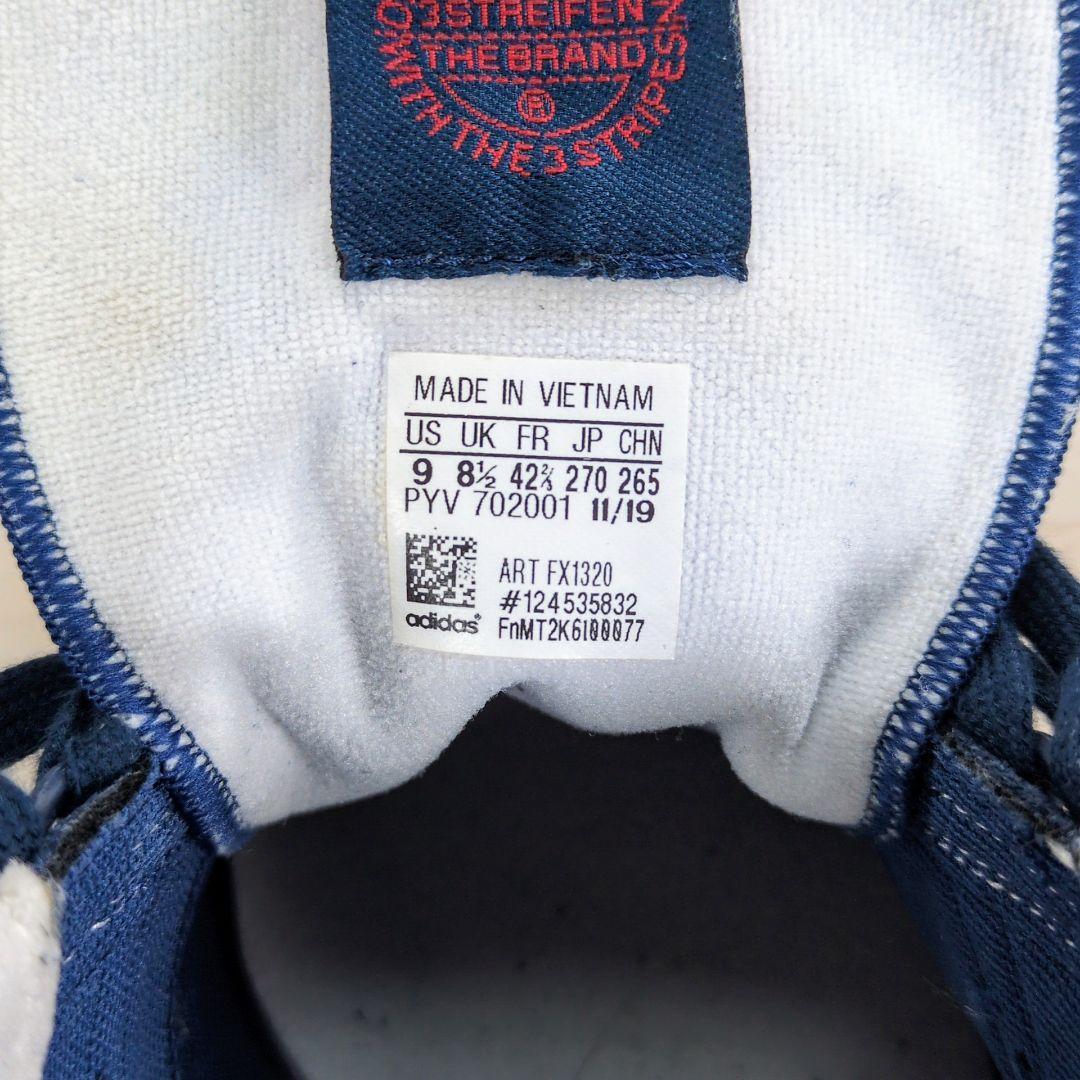 3STREIFEN
THE BRAND
®
WITH THE 3 STRIPES
MADE IN VIETNAM
US UK FR JP CHN
9 8½ 42⅔ 270 265
PYV 702001 11/19
ART FX1320
#124535832
adidas® FnMT2K6I00077